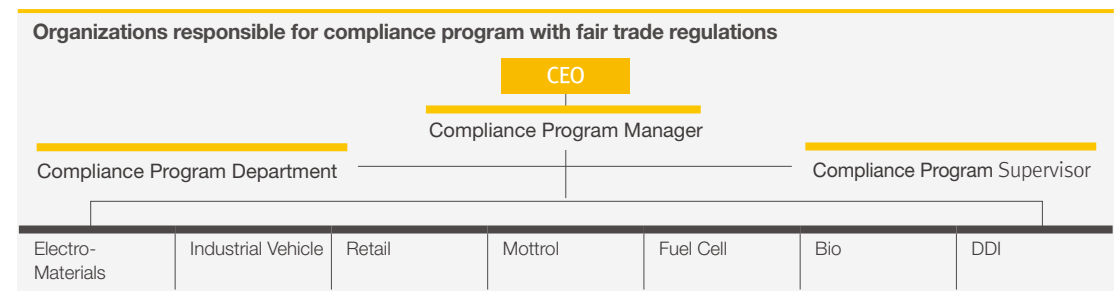 Organizations responsible for compliance program with fair trade regulations
CEO
Compliance Program Manager
Compliance Program Department
Compliance Program Supervisor
Electro-
Materials
Industrial Vehicle
Retail
Mottrol
Fuel Cell
Bio
DDI